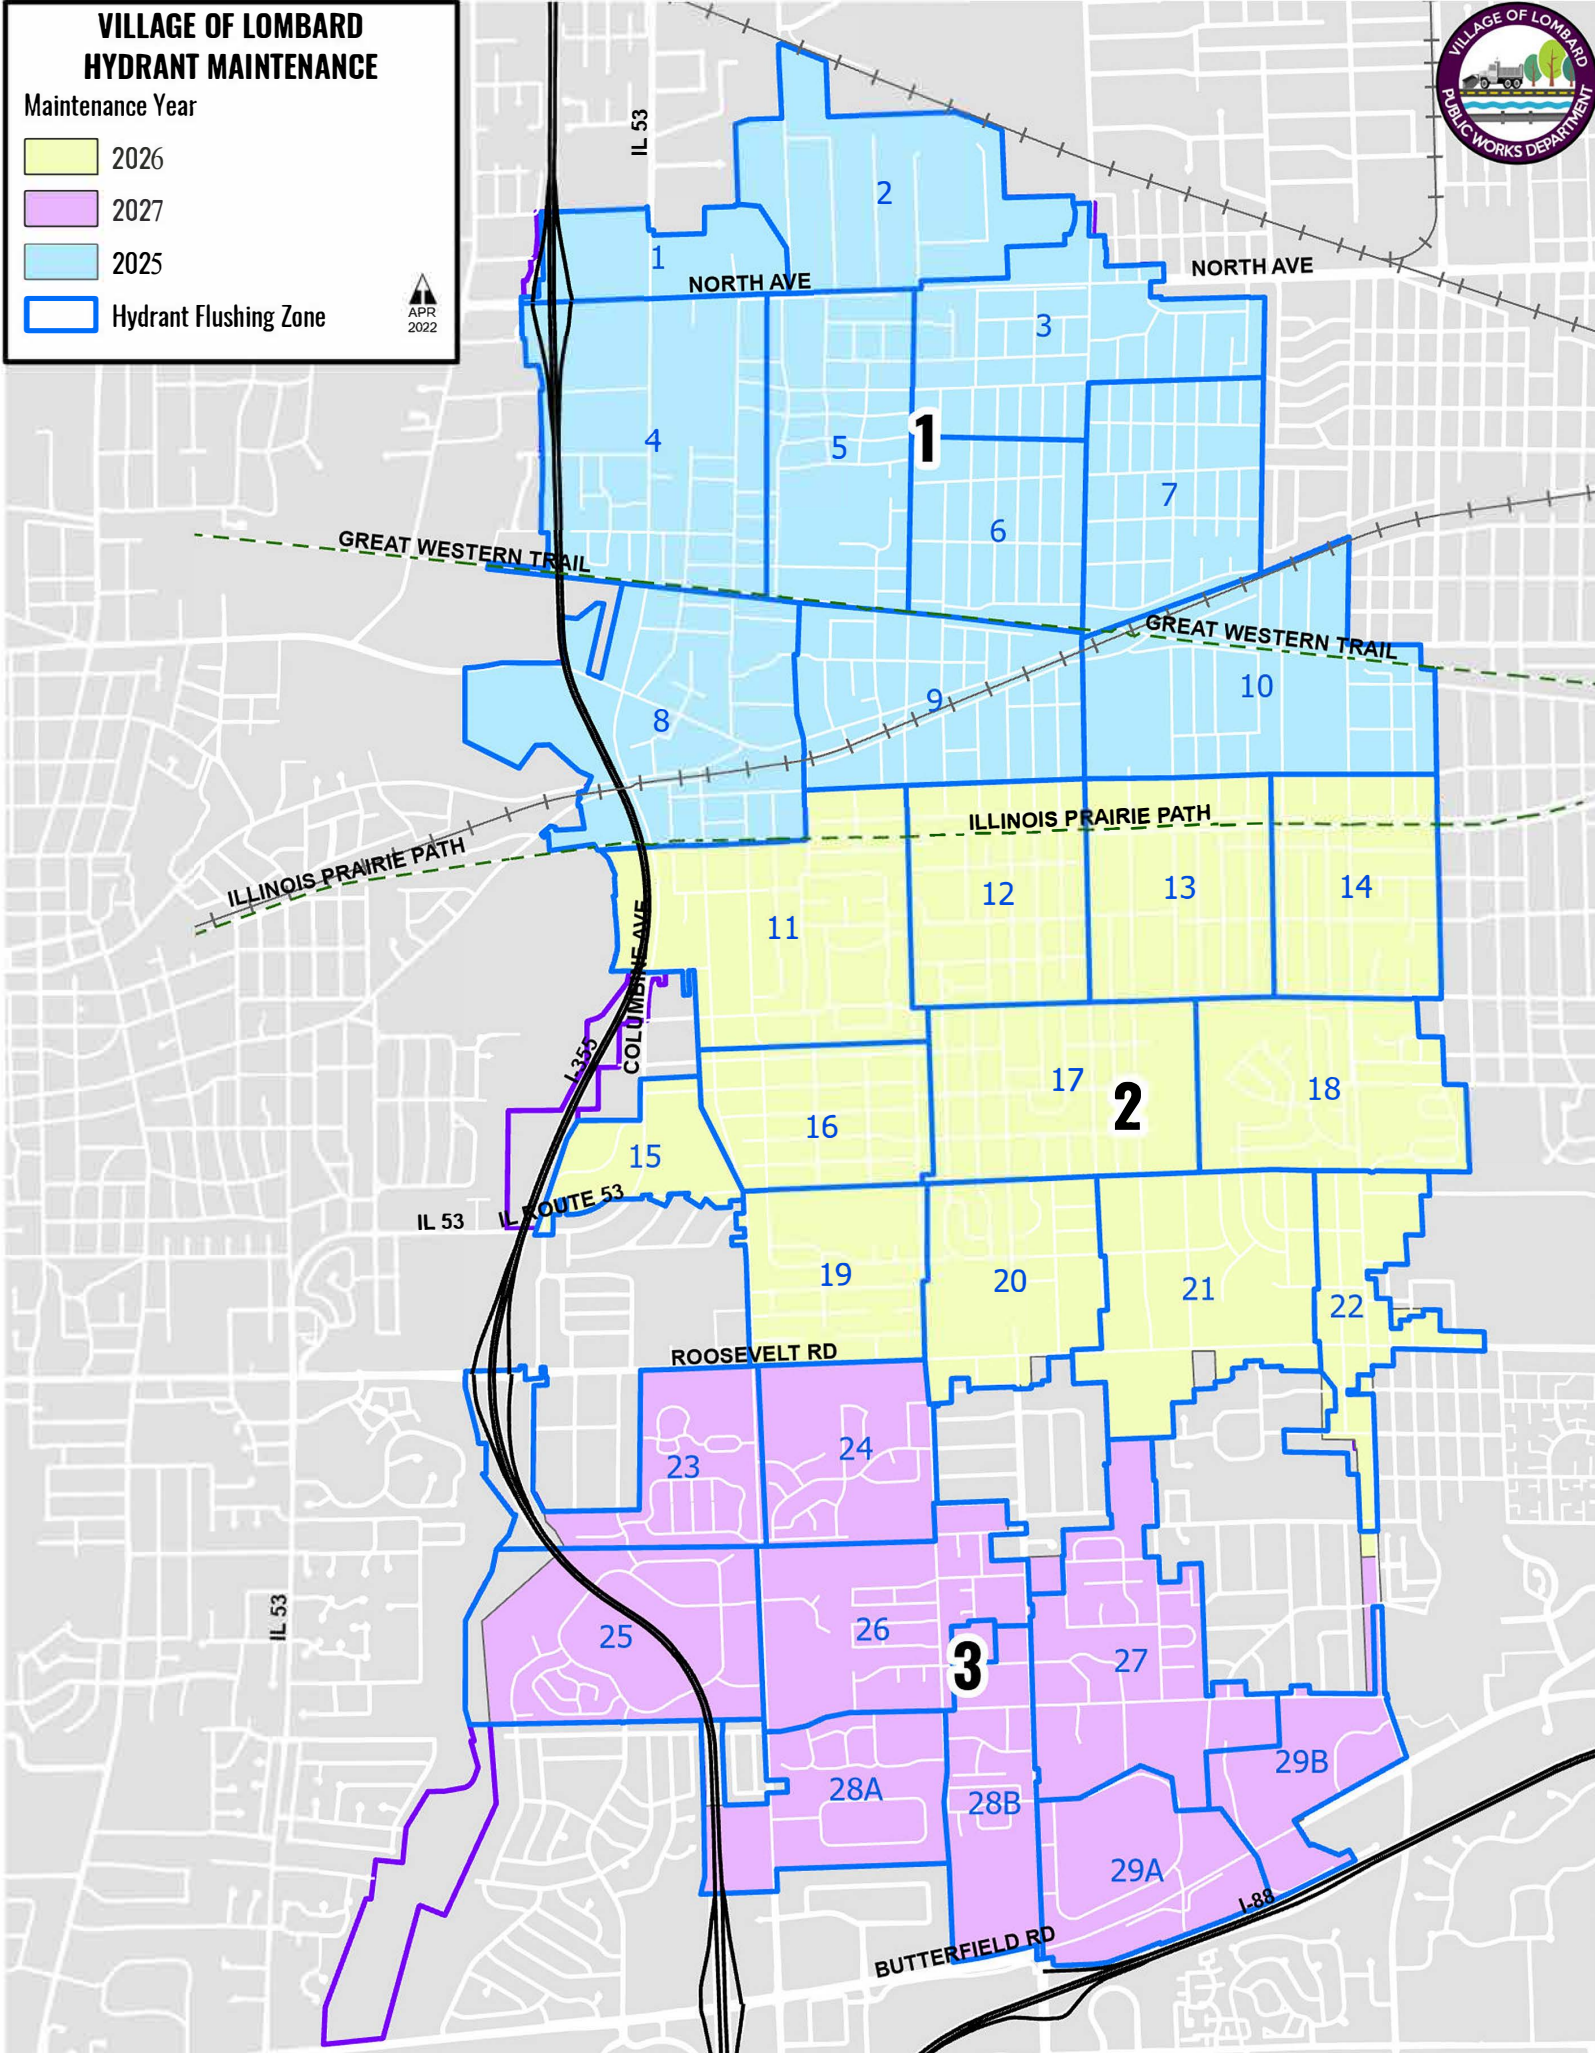 VILLAGE OF LOMBARD
HYDRANT MAINTENANCE
Maintenance Year
2026
2027
2025
Hydrant Flushing Zone
APR
2022
VILLAGE OF LOMBARD
PUBLIC WORKS DEPARTMENT
IL 53
2
1
NORTH AVE
NORTH AVE
3
4
5
1
6
7
GREAT WESTERN TRAIL
GREAT WESTERN TRAIL
8
9
10
ILLINOIS PRAIRIE PATH
ILLINOIS PRAIRIE PATH
11
12
13
14
COLUMBINE AVE
I-355
15
16
17
2
18
IL 53
IL ROUTE 53
19
20
21
22
ROOSEVELT RD
23
24
IL 53
25
26
3
27
28A
28B
29B
29A
I-88
BUTTERFIELD RD